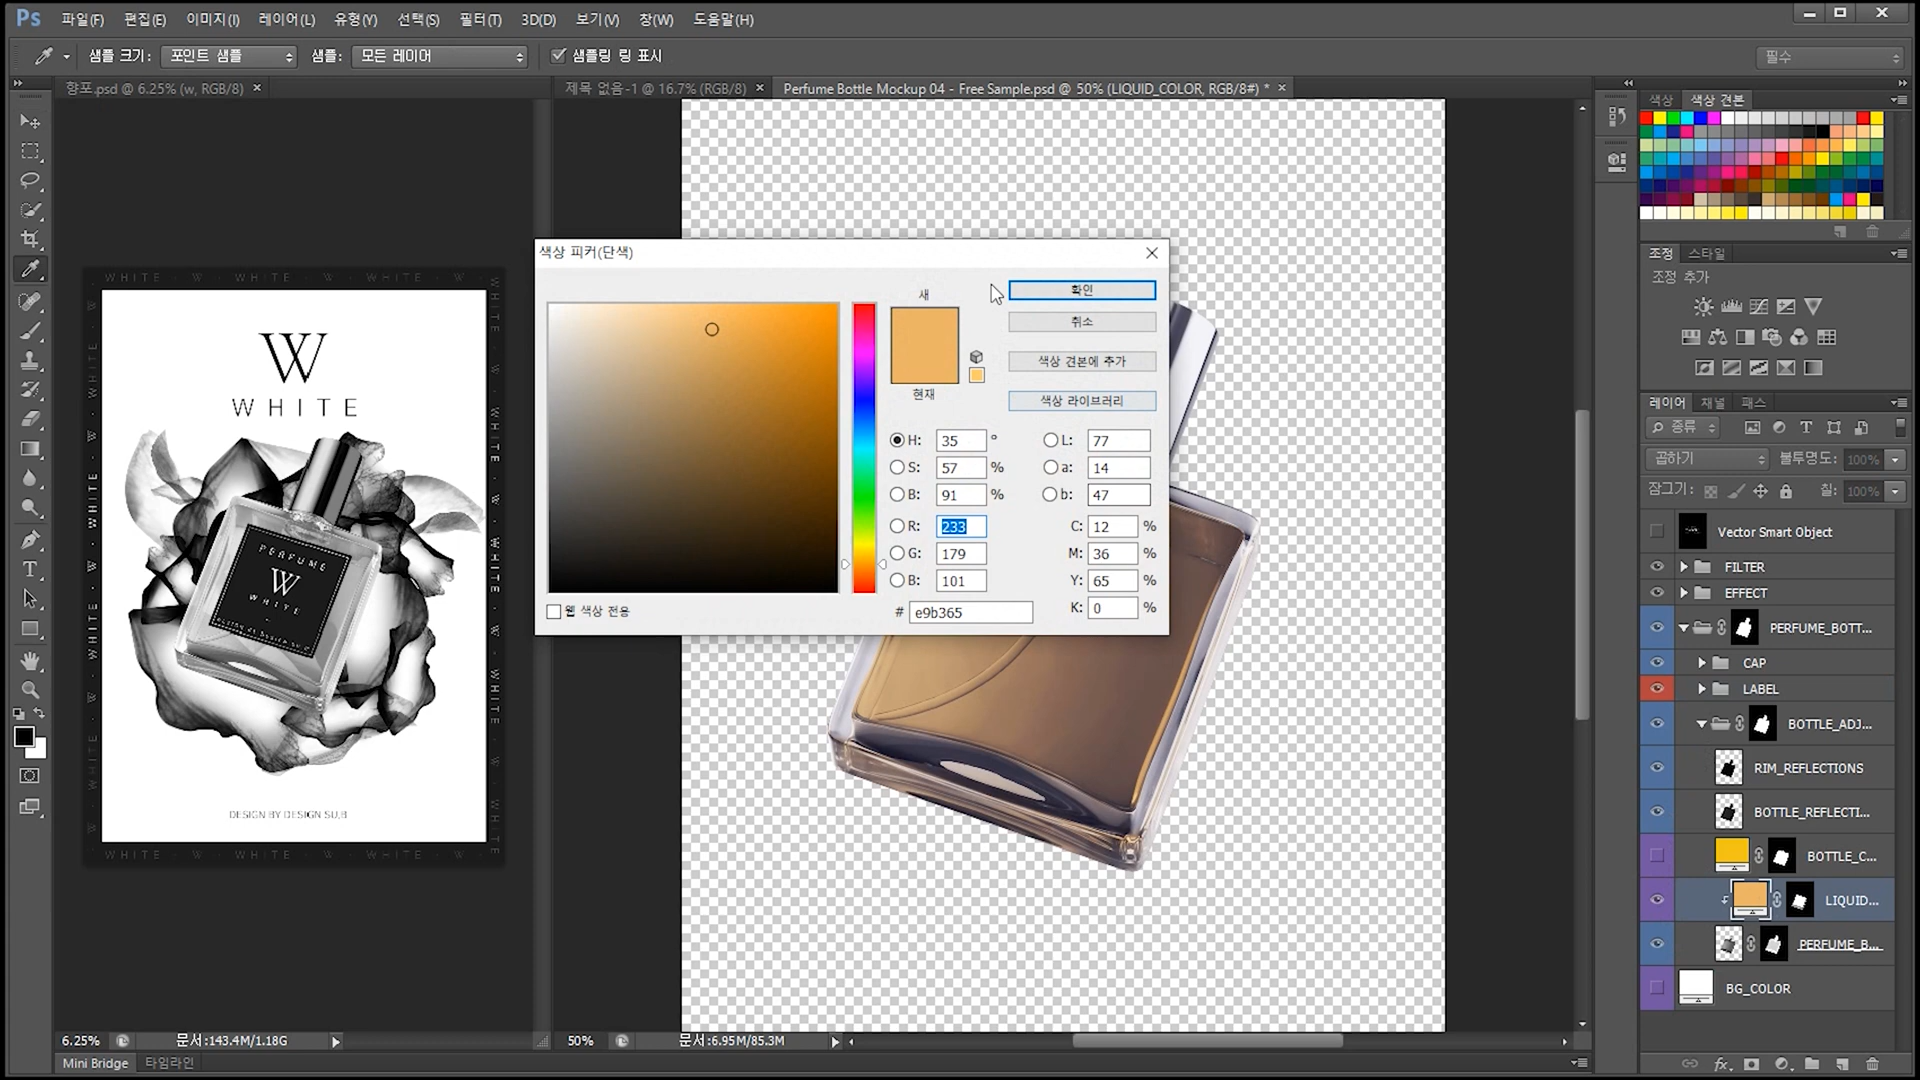 Ps 파일(F) 편집(E) 이미지(I) 레이어(L) 유형(Y) 선택(S) 필터(T) 3D(D) 보기(V) 창(W) 도움말(H)
샘플 크기: 포인트 샘플 샘플: 모든 레이어 샘플링 링 표시 필수
향포.psd @ 6.25% (w, RGB/8) ×
제목 없음-1 @ 16.7% (RGB/8) × Perfume Bottle Mockup 04 - Free Sample.psd @ 50% (LIQUID_COLOR, RGB/8#) * ×
색상 색상 견본
조정 스타일
조정 추가
레이어 채널 패스
종류
곱하기 불투명도: 100%
잠그기: 칠: 100%
Vector Smart Object
FILTER
EFFECT
PERFUME_BOTT...
CAP
LABEL
BOTTLE_ADJ...
RIM_REFLECTIONS
BOTTLE_REFLECTI...
BOTTLE_C...
LIQUID...
PERFUME_B...
BG_COLOR
색상 피커(단색)
새
현재
확인
취소
색상 견본에 추가
색상 라이브러리
H: 35 °
S: 57 %
B: 91 %
R: 233
G: 179
B: 101
# e9b365
L: 77
a: 14
b: 47
C: 12 %
M: 36 %
Y: 65 %
K: 0 %
웹 색상 전용
WHITE · W · WHITE · W · WHITE
W
WHITE
PERFUME
W
WHITE
DESIGN BY DESIGN SU,B
WHITE · W · WHITE · W · WHITE
6.25% 문서:143.4M/1.18G
50% 문서:6.95M/85.3M
Mini Bridge 타임라인